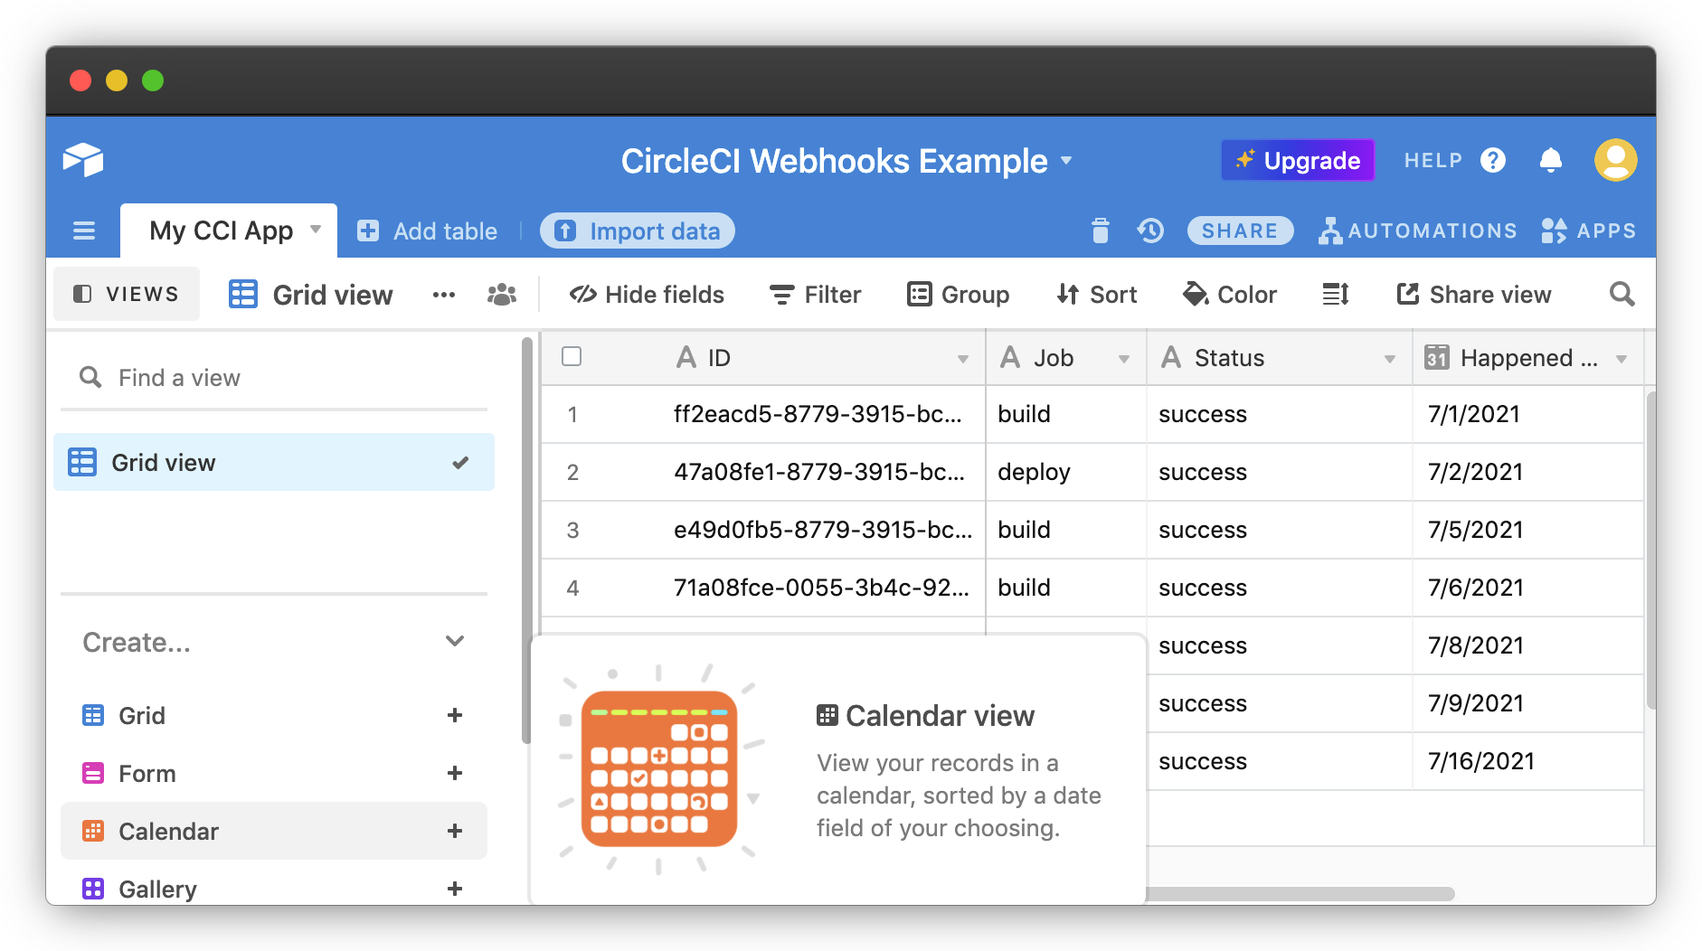 CircleCI Webhooks Example
Upgrade
HELP
My CCI App
Add table
Import data
SHARE
AUTOMATIONS
APPS
VIEWS
Grid view
Hide fields
Filter
Group
Sort
Color
Share view
Find a view
Grid view
Create...
Grid
Form
Calendar
Gallery
ID Job Status 31 Happened ...
1 ff2eacd5-8779-3915-bc... build success 7/1/2021
2 47a08fe1-8779-3915-bc... deploy success 7/2/2021
3 e49d0fb5-8779-3915-bc... build success 7/5/2021
4 71a08fce-0055-3b4c-92... build success 7/6/2021
success 7/8/2021
success 7/9/2021
success 7/16/2021
Calendar view
View your records in a
calendar, sorted by a date
field of your choosing.